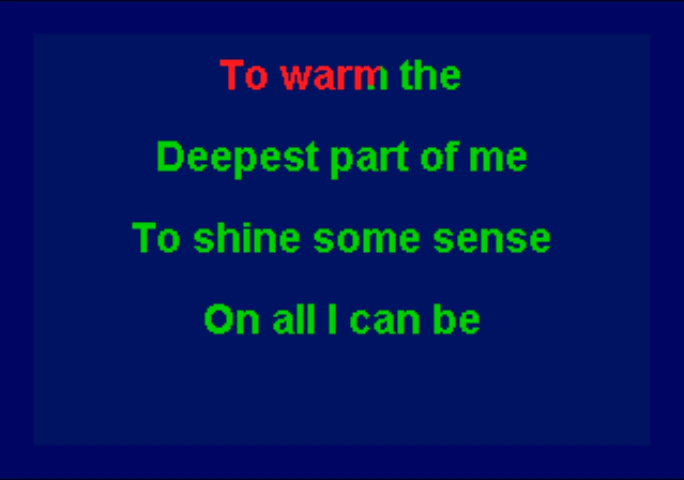 To warm the
Deepest part of me
To shine some sense
On all I can be